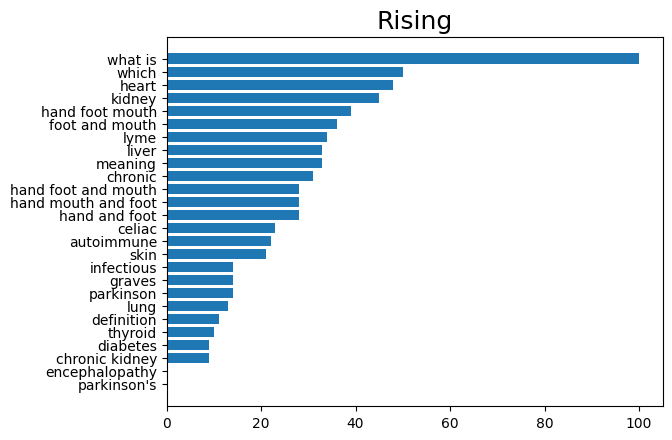 Rising
what is
which
heart
kidney
hand foot mouth
foot and mouth
lyme
liver
meaning
chronic
hand foot and mouth
hand mouth and foot
hand and foot
celiac
autoimmune
skin
infectious
graves
parkinson
lung
definition
thyroid
diabetes
chronic kidney
encephalopathy
parkinson's
0 20 40 60 80 100